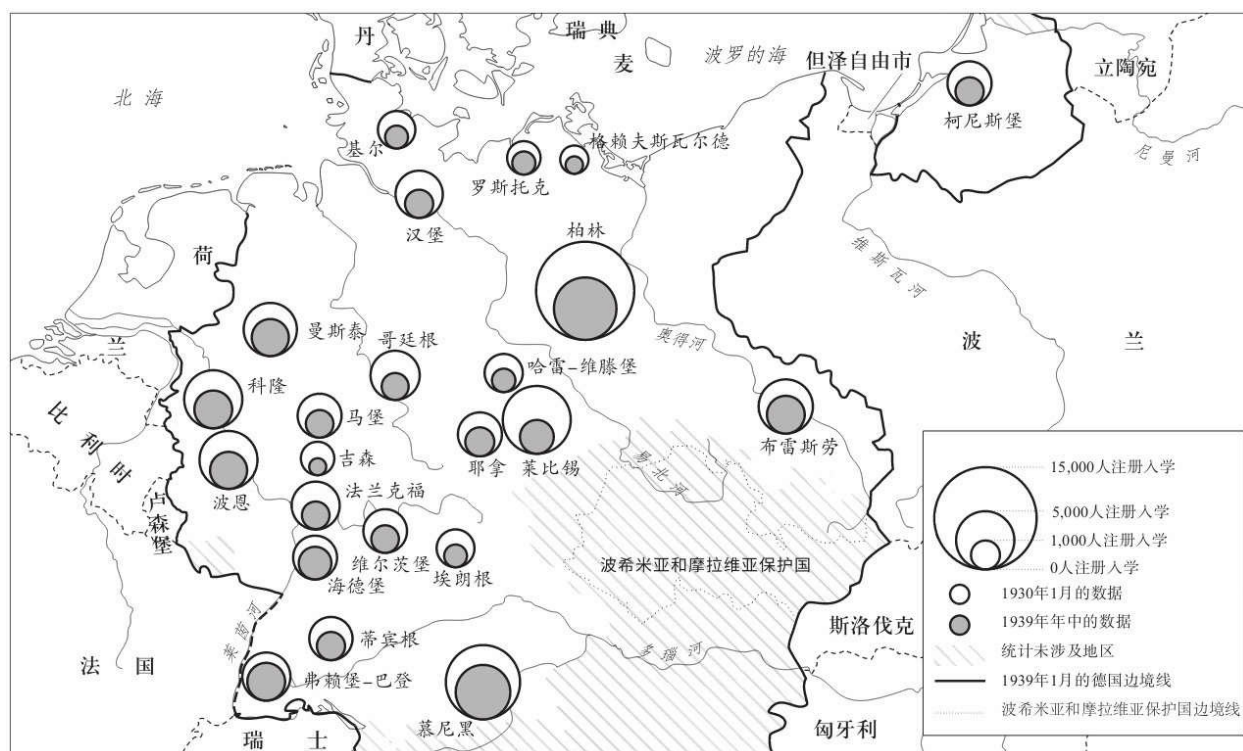 丹
麦
瑞典
波罗的海
但泽自由市
立陶宛
北海
柯尼斯堡
尼曼河
基尔
格赖夫斯瓦尔德
罗斯托克
汉堡
柏林
荷
兰
维斯瓦河
曼斯泰
哥廷根
奥得河
波兰
哈雷-维滕堡
科隆
马堡
布雷斯劳
比利时
吉森
耶拿
莱比锡
易北河
波恩
法兰克福
卢森堡
维尔茨堡
埃朗根
海德堡
波希米亚和摩拉维亚保护国
斯洛伐克
莱茵河
蒂宾根
多瑙河
法国
弗赖堡-巴登
慕尼黑
瑞士
匈牙利
15,000人注册入学
5,000人注册入学
1,000人注册入学
0人注册入学
1930年1月的数据
1939年年中的数据
统计未涉及地区
1939年1月的德国边境线
波希米亚和摩拉维亚保护国边境线